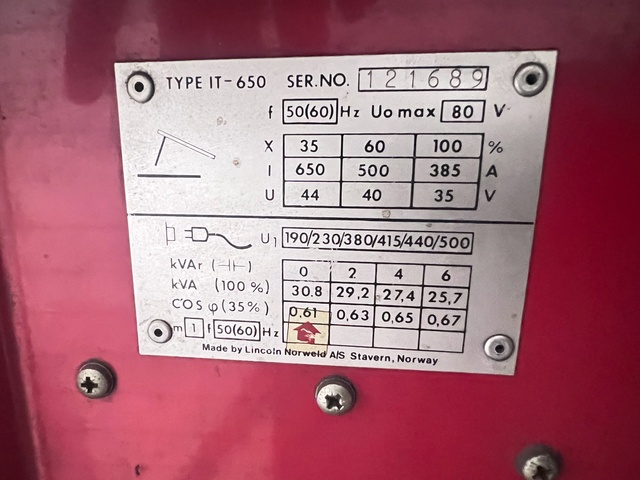 TYPE IT-650 SER.NO. 121689
f 50(60) Hz Uo max 80 V
X 35 60 100 %
I 650 500 385 A
U 44 40 35 V
U1 190/230/380/415/440/500
kVAr (⊣⊢) 0 2 4 6
kVA (100 %) 30.8 29,2 27,4 25,7
COS φ (35%) 0,61 0,63 0,65 0,67
m 1 f 50(60) Hz
Made by Lincoln Norweld A/S Stavern, Norway